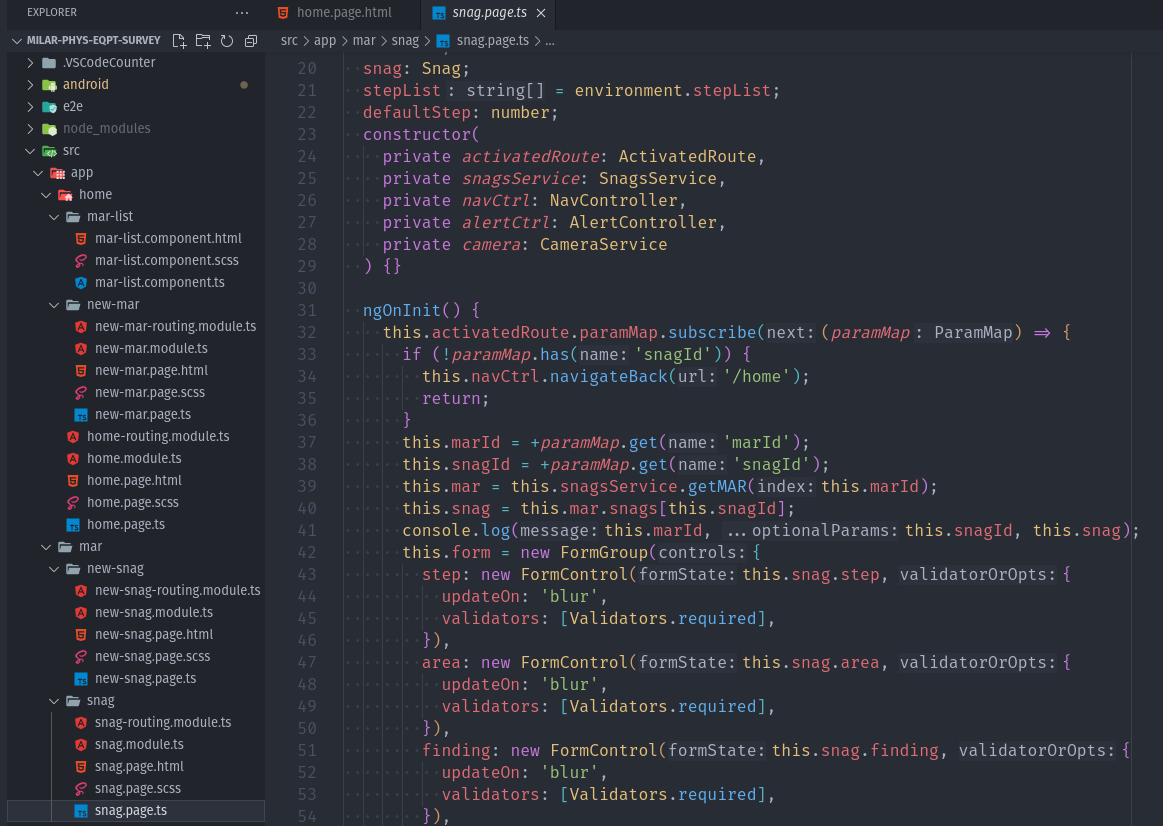 EXPLORER
···
MILAR-PHYS-EQPT-SURVEY
.VSCodeCounter
android
e2e
node_modules
src
app
home
mar-list
mar-list.component.html
mar-list.component.scss
mar-list.component.ts
new-mar
new-mar-routing.module.ts
new-mar.module.ts
new-mar.page.html
new-mar.page.scss
new-mar.page.ts
home-routing.module.ts
home.module.ts
home.page.html
home.page.scss
home.page.ts
mar
new-snag
new-snag-routing.module.ts
new-snag.module.ts
new-snag.page.html
new-snag.page.scss
new-snag.page.ts
snag
snag-routing.module.ts
snag.module.ts
snag.page.html
snag.page.scss
snag.page.ts
home.page.html
snag.page.ts
src > app > mar > snag > snag.page.ts > ...
20 snag: Snag;
21 stepList: string[] = environment.stepList;
22 defaultStep: number;
23 constructor(
24 private activatedRoute: ActivatedRoute,
25 private snagsService: SnagsService,
26 private navCtrl: NavController,
27 private alertCtrl: AlertController,
28 private camera: CameraService
29 ) {}
30
31 ngOnInit() {
32 this.activatedRoute.paramMap.subscribe(next: (paramMap: ParamMap) => {
33 if (!paramMap.has(name: 'snagId')) {
34 this.navCtrl.navigateBack(url: '/home');
35 return;
36 }
37 this.marId = +paramMap.get(name: 'marId');
38 this.snagId = +paramMap.get(name: 'snagId');
39 this.mar = this.snagsService.getMAR(index: this.marId);
40 this.snag = this.mar.snags[this.snagId];
41 console.log(message: this.marId, ...optionalParams: this.snagId, this.snag);
42 this.form = new FormGroup(controls: {
43 step: new FormControl(formState: this.snag.step, validatorOrOpts: {
44 updateOn: 'blur',
45 validators: [Validators.required],
46 }),
47 area: new FormControl(formState: this.snag.area, validatorOrOpts: {
48 updateOn: 'blur',
49 validators: [Validators.required],
50 }),
51 finding: new FormControl(formState: this.snag.finding, validatorOrOpts: {
52 updateOn: 'blur',
53 validators: [Validators.required],
54 }),